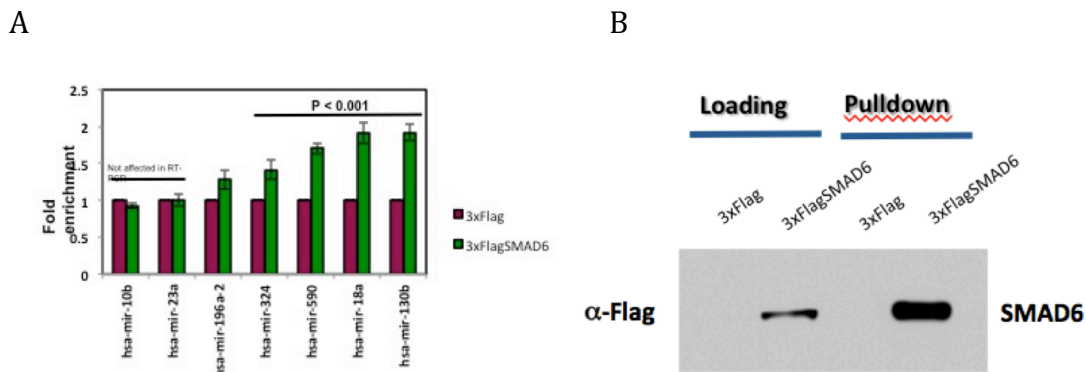 A
B
Fold
enrichment
2.5
2
1.5
1
0.5
0
P < 0.001
Not affected in RT-
PCR
3xFlag
3xFlagSMAD6
hsa-mir-10b
hsa-mir-23a
hsa-mir-196a-2
hsa-mir-324
hsa-mir-590
hsa-mir-18a
hsa-mir-130b
Loading
Pulldown
3xFlag
3xFlagSMAD6
3xFlag
3xFlagSMAD6
α-Flag
SMAD6